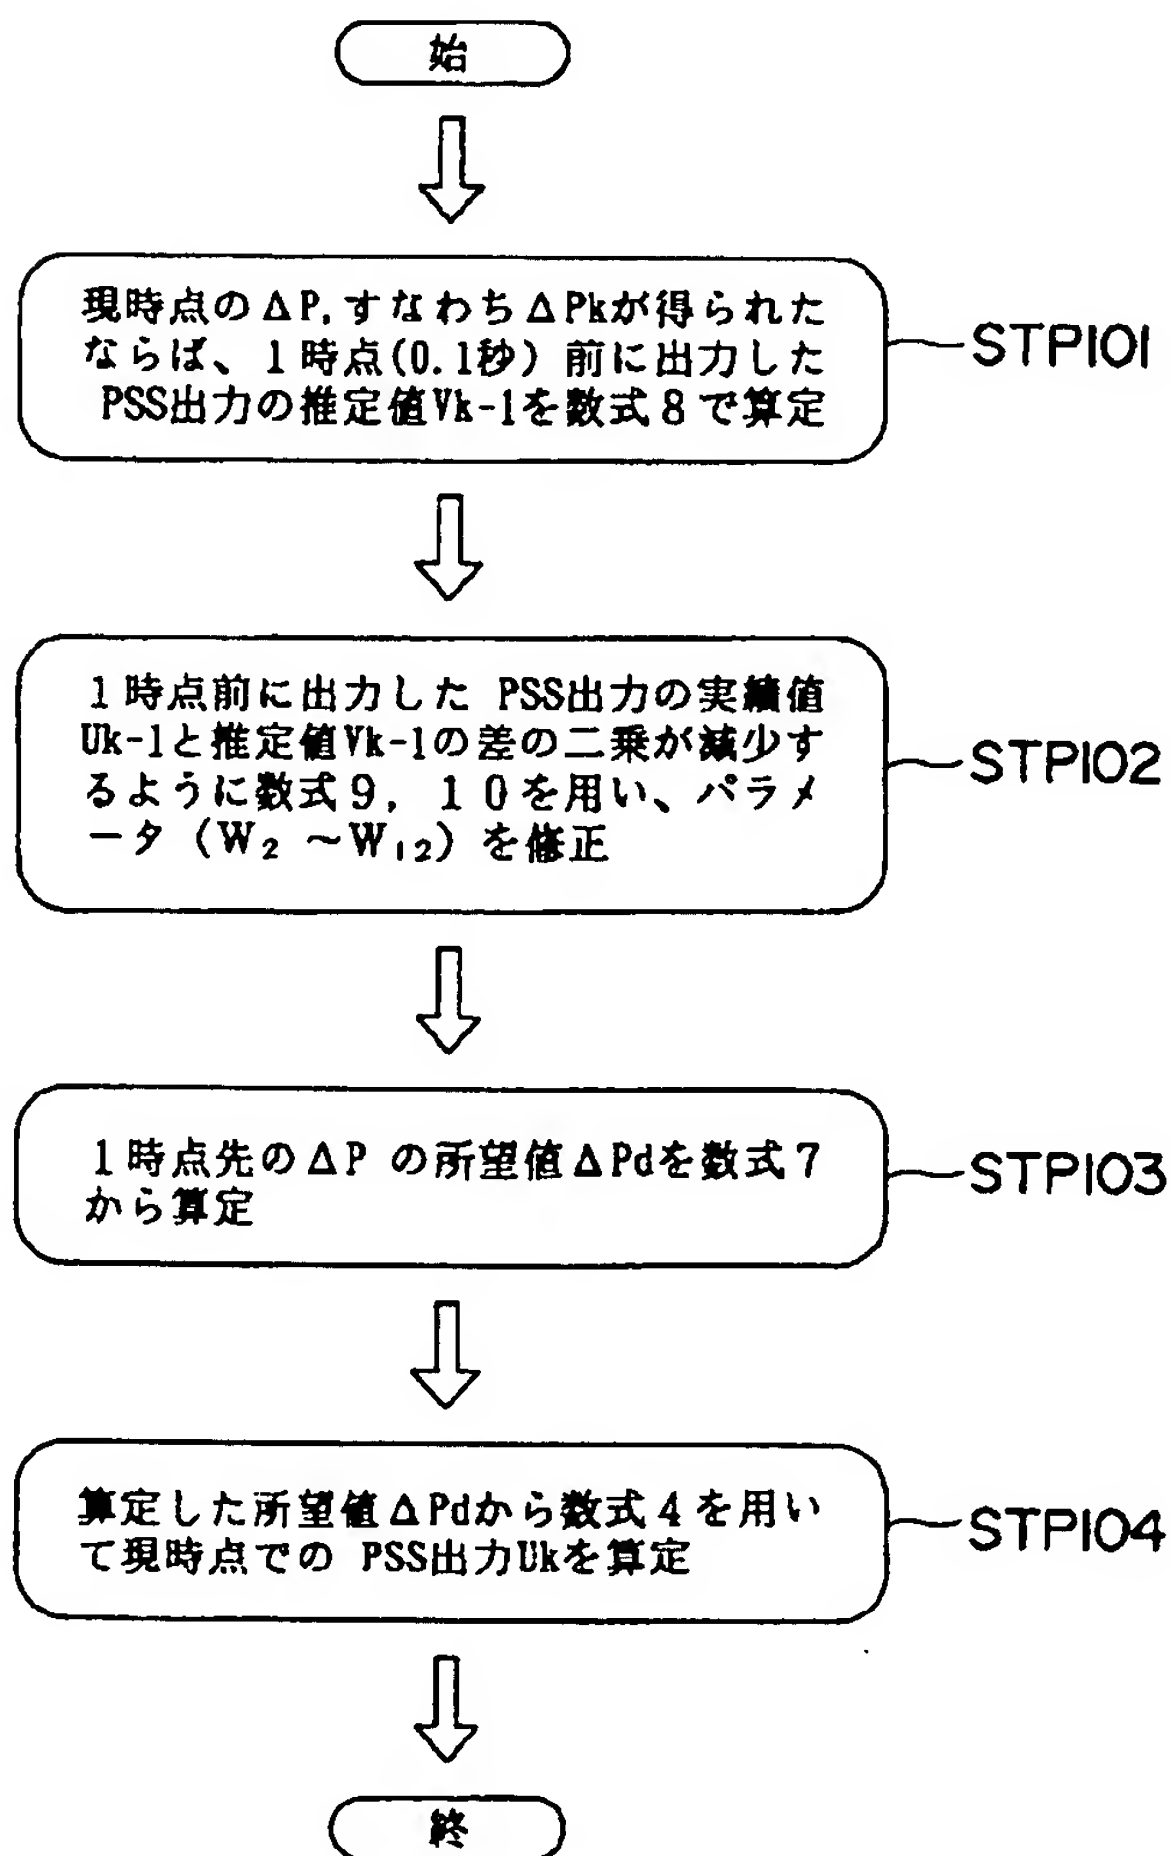 始
現時点のΔP,すなわちΔPkが得られた
ならば、1時点(0.1秒)前に出力した
PSS出力の推定値Vk-1を数式8で算定
STP101
1時点前に出力した PSS出力の実績値
Uk-1と推定値Vk-1の差の二乗が減少す
るように数式9, 10を用い、パラメ
ータ(W₂ ~W₁₂)を修正
STP102
1時点先のΔP の所望値ΔPdを数式7
から算定
STP103
算定した所望値ΔPdから数式4を用い
て現時点での PSS出力Ukを算定
STP104
終